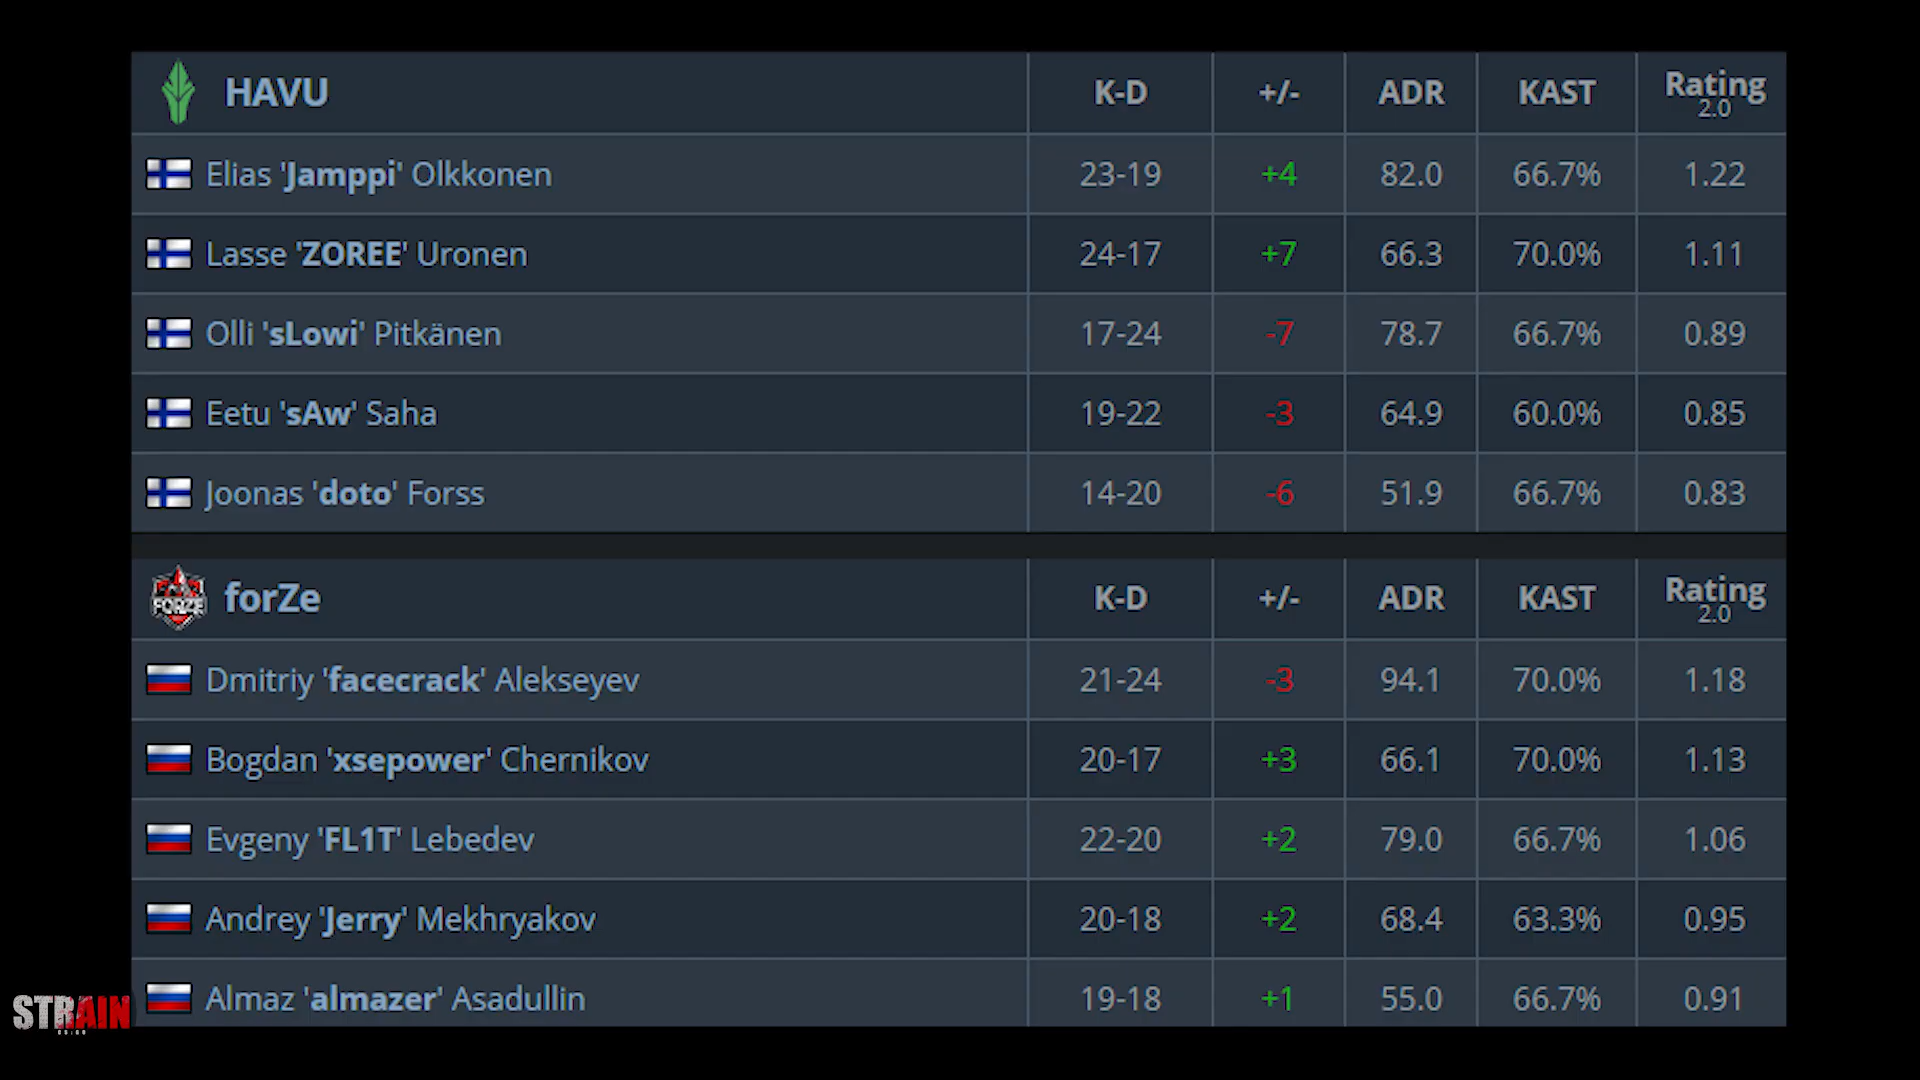 HAVU K-D +/- ADR KAST Rating 2.0
Elias 'Jamppi' Olkkonen 23-19 +4 82.0 66.7% 1.22
Lasse 'ZOREE' Uronen 24-17 +7 66.3 70.0% 1.11
Olli 'sLowi' Pitkänen 17-24 -7 78.7 66.7% 0.89
Eetu 'sAw' Saha 19-22 -3 64.9 60.0% 0.85
Joonas 'doto' Forss 14-20 -6 51.9 66.7% 0.83
FORZE forZe K-D +/- ADR KAST Rating 2.0
Dmitriy 'facecrack' Alekseyev 21-24 -3 94.1 70.0% 1.18
Bogdan 'xsepower' Chernikov 20-17 +3 66.1 70.0% 1.13
Evgeny 'FL1T' Lebedev 22-20 +2 79.0 66.7% 1.06
Andrey 'Jerry' Mekhryakov 20-18 +2 68.4 63.3% 0.95
Almaz 'almazer' Asadullin 19-18 +1 55.0 66.7% 0.91
STRAIN